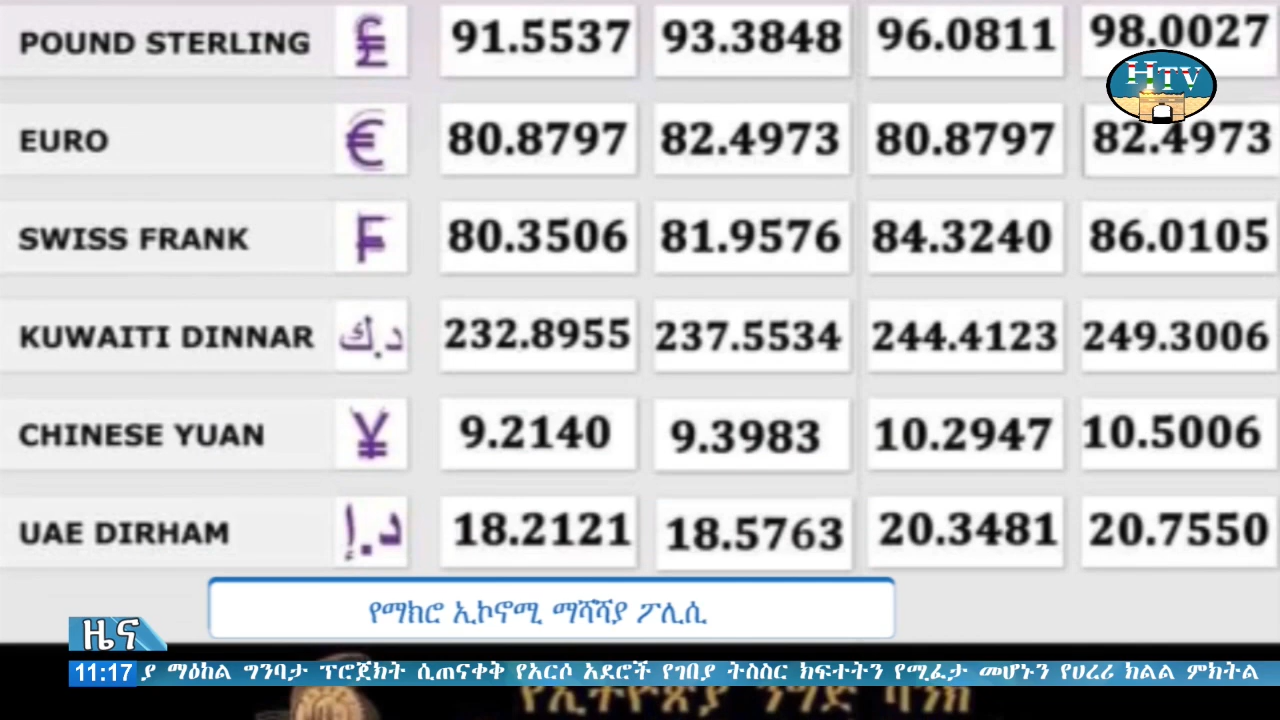 POUND STERLING £ 91.5537 93.3848 96.0811 98.0027
HTV
EURO € 80.8797 82.4973 80.8797 82.4973
SWISS FRANK ₣ 80.3506 81.9576 84.3240 86.0105
KUWAITI DINNAR د.ك 232.8955 237.5534 244.4123 249.3006
CHINESE YUAN ¥ 9.2140 9.3983 10.2947 10.5006
UAE DIRHAM د.إ 18.2121 18.5763 20.3481 20.7550
የማክሮ ኢኮኖሚ ማሻሻያ ፖሊሲ
ዜና
11:17 ያ ማዕከል ግንባታ ፕሮጀክት ሲጠናቀቅ የአርሶ አደሮች የገበያ ትስስር ክፍተትን የሚፈታ መሆኑን የሀረሪ ክልል ምክትል
የኢትዮጵያ ንግድ ባንክ